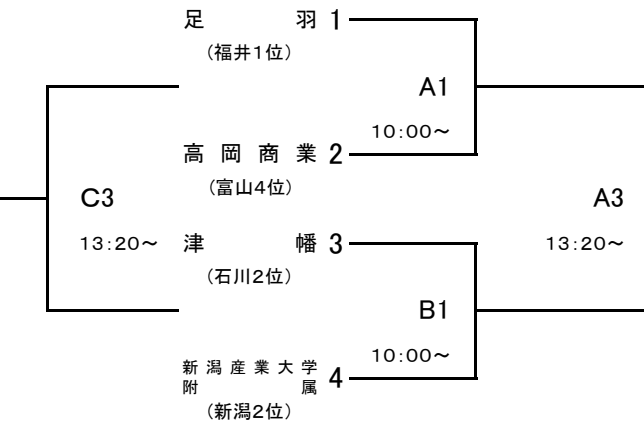 足羽 1
(福井1位)
A1
10:00~
高岡商業 2
(富山4位)
C3
A3
13:20~
津幡 3
13:20~
(石川2位)
B1
10:00~
新潟産業大学
附属 4
(新潟2位)